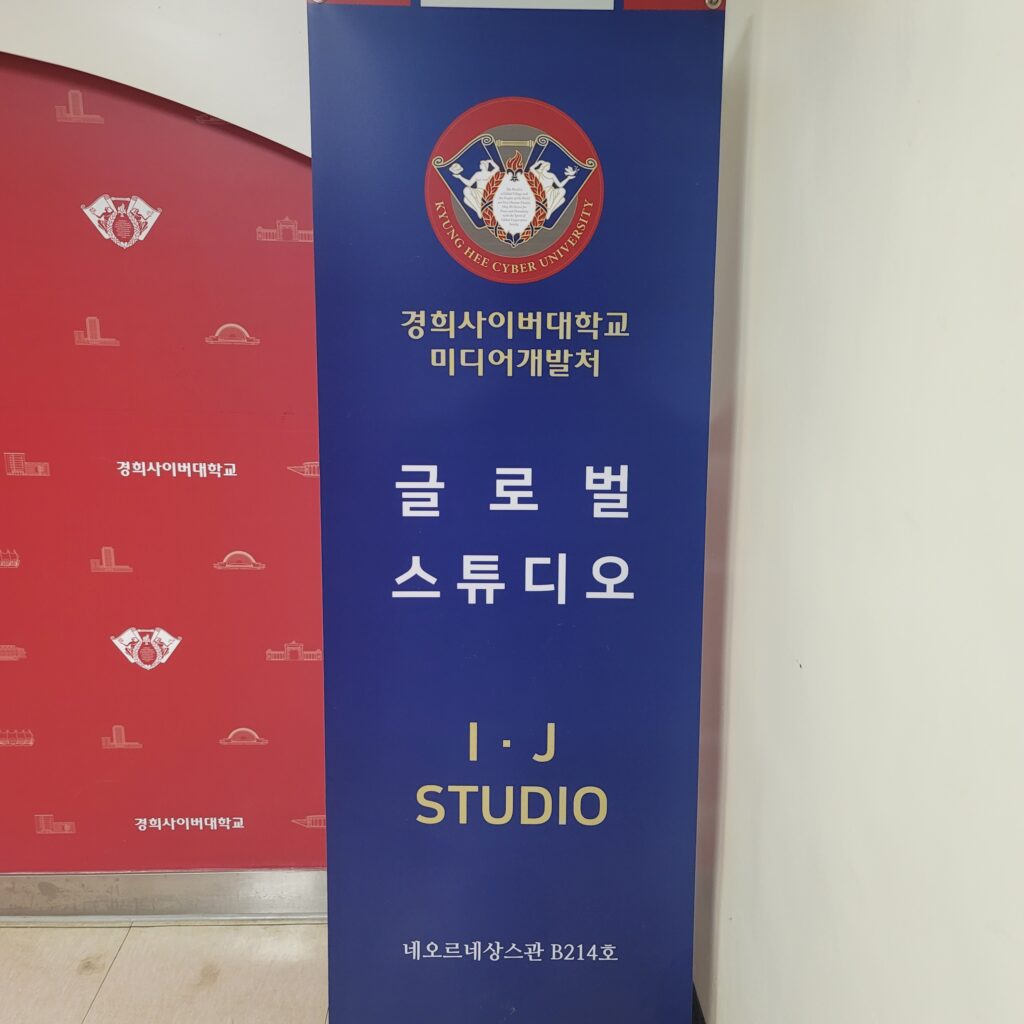 KYUNG HEE CYBER UNIVERSITY
경희사이버대학교
미디어개발처
글로벌
스튜디오
I · J
STUDIO
네오르네상스관 B214호
경희사이버대학교
경희사이버대학교